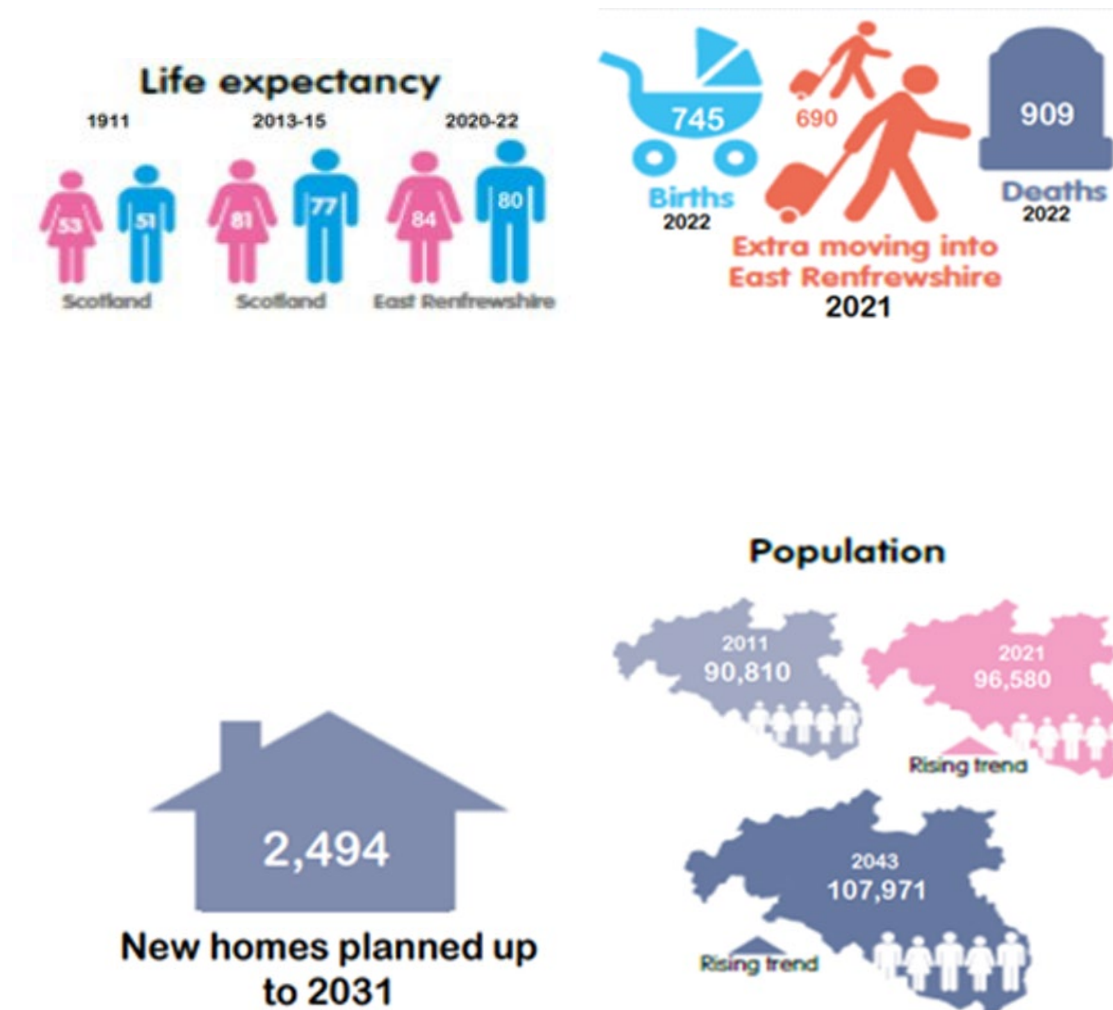 Life expectancy
1911 2013-15 2020-22
53 51 81 77 84 80
Scotland Scotland East Renfrewshire
745 690 909
Births Deaths
2022 2022
Extra moving into
East Renfrewshire
2021
2,494
New homes planned up
to 2031
Population
2011
90,810
2021
96,580
Rising trend
2043
107,971
Rising trend